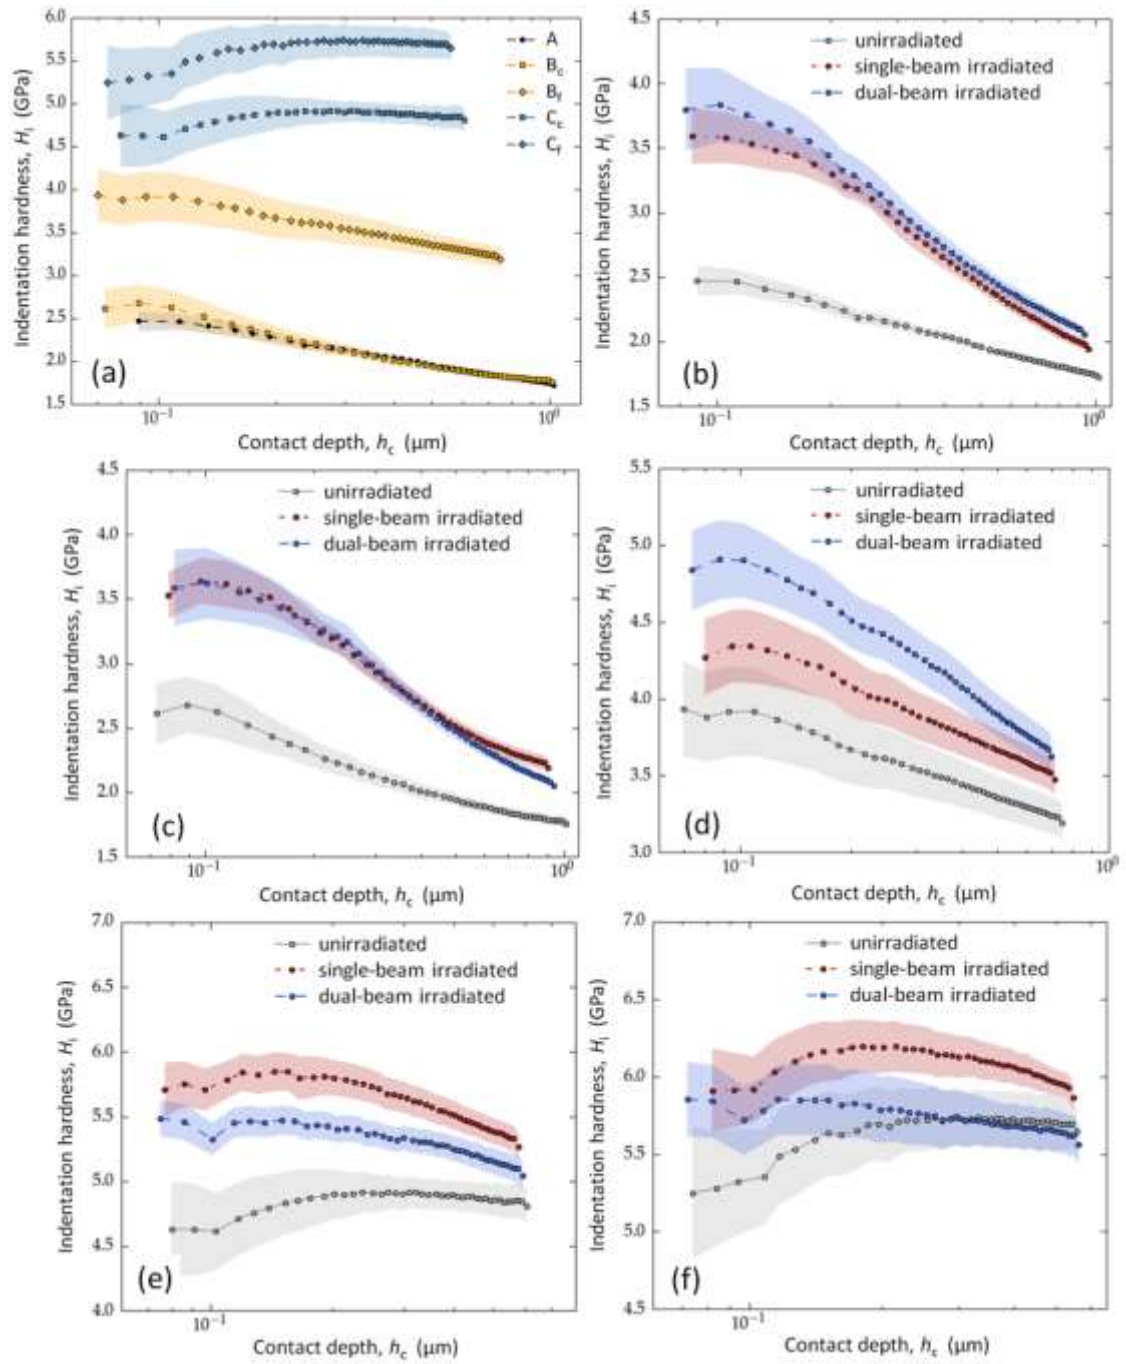 6.0
5.5
5.0
4.5
4.0
3.5
3.0
2.5
2.0
1.5
Indentation hardness, Hᵢ (GPa)
A
B꜀
B_f
C꜀
C_f
(a)
10⁻¹
10⁰
Contact depth, h꜀ (μm)
4.5
4.0
3.5
3.0
2.5
2.0
1.5
Indentation hardness, Hᵢ (GPa)
unirradiated
single-beam irradiated
dual-beam irradiated
(b)
10⁻¹
10⁰
Contact depth, h꜀ (μm)
4.5
4.0
3.5
3.0
2.5
2.0
1.5
Indentation hardness, Hᵢ (GPa)
unirradiated
single-beam irradiated
dual-beam irradiated
(c)
10⁻¹
10⁰
Contact depth, h꜀ (μm)
5.5
5.0
4.5
4.0
3.5
3.0
Indentation hardness, Hᵢ (GPa)
unirradiated
single-beam irradiated
dual-beam irradiated
(d)
10⁻¹
10⁰
Contact depth, h꜀ (μm)
7.0
6.5
6.0
5.5
5.0
4.5
4.0
Indentation hardness, Hᵢ (GPa)
unirradiated
single-beam irradiated
dual-beam irradiated
(e)
10⁻¹
Contact depth, h꜀ (μm)
7.0
6.5
6.0
5.5
5.0
4.5
Indentation hardness, Hᵢ (GPa)
unirradiated
single-beam irradiated
dual-beam irradiated
(f)
10⁻¹
Contact depth, h꜀ (μm)